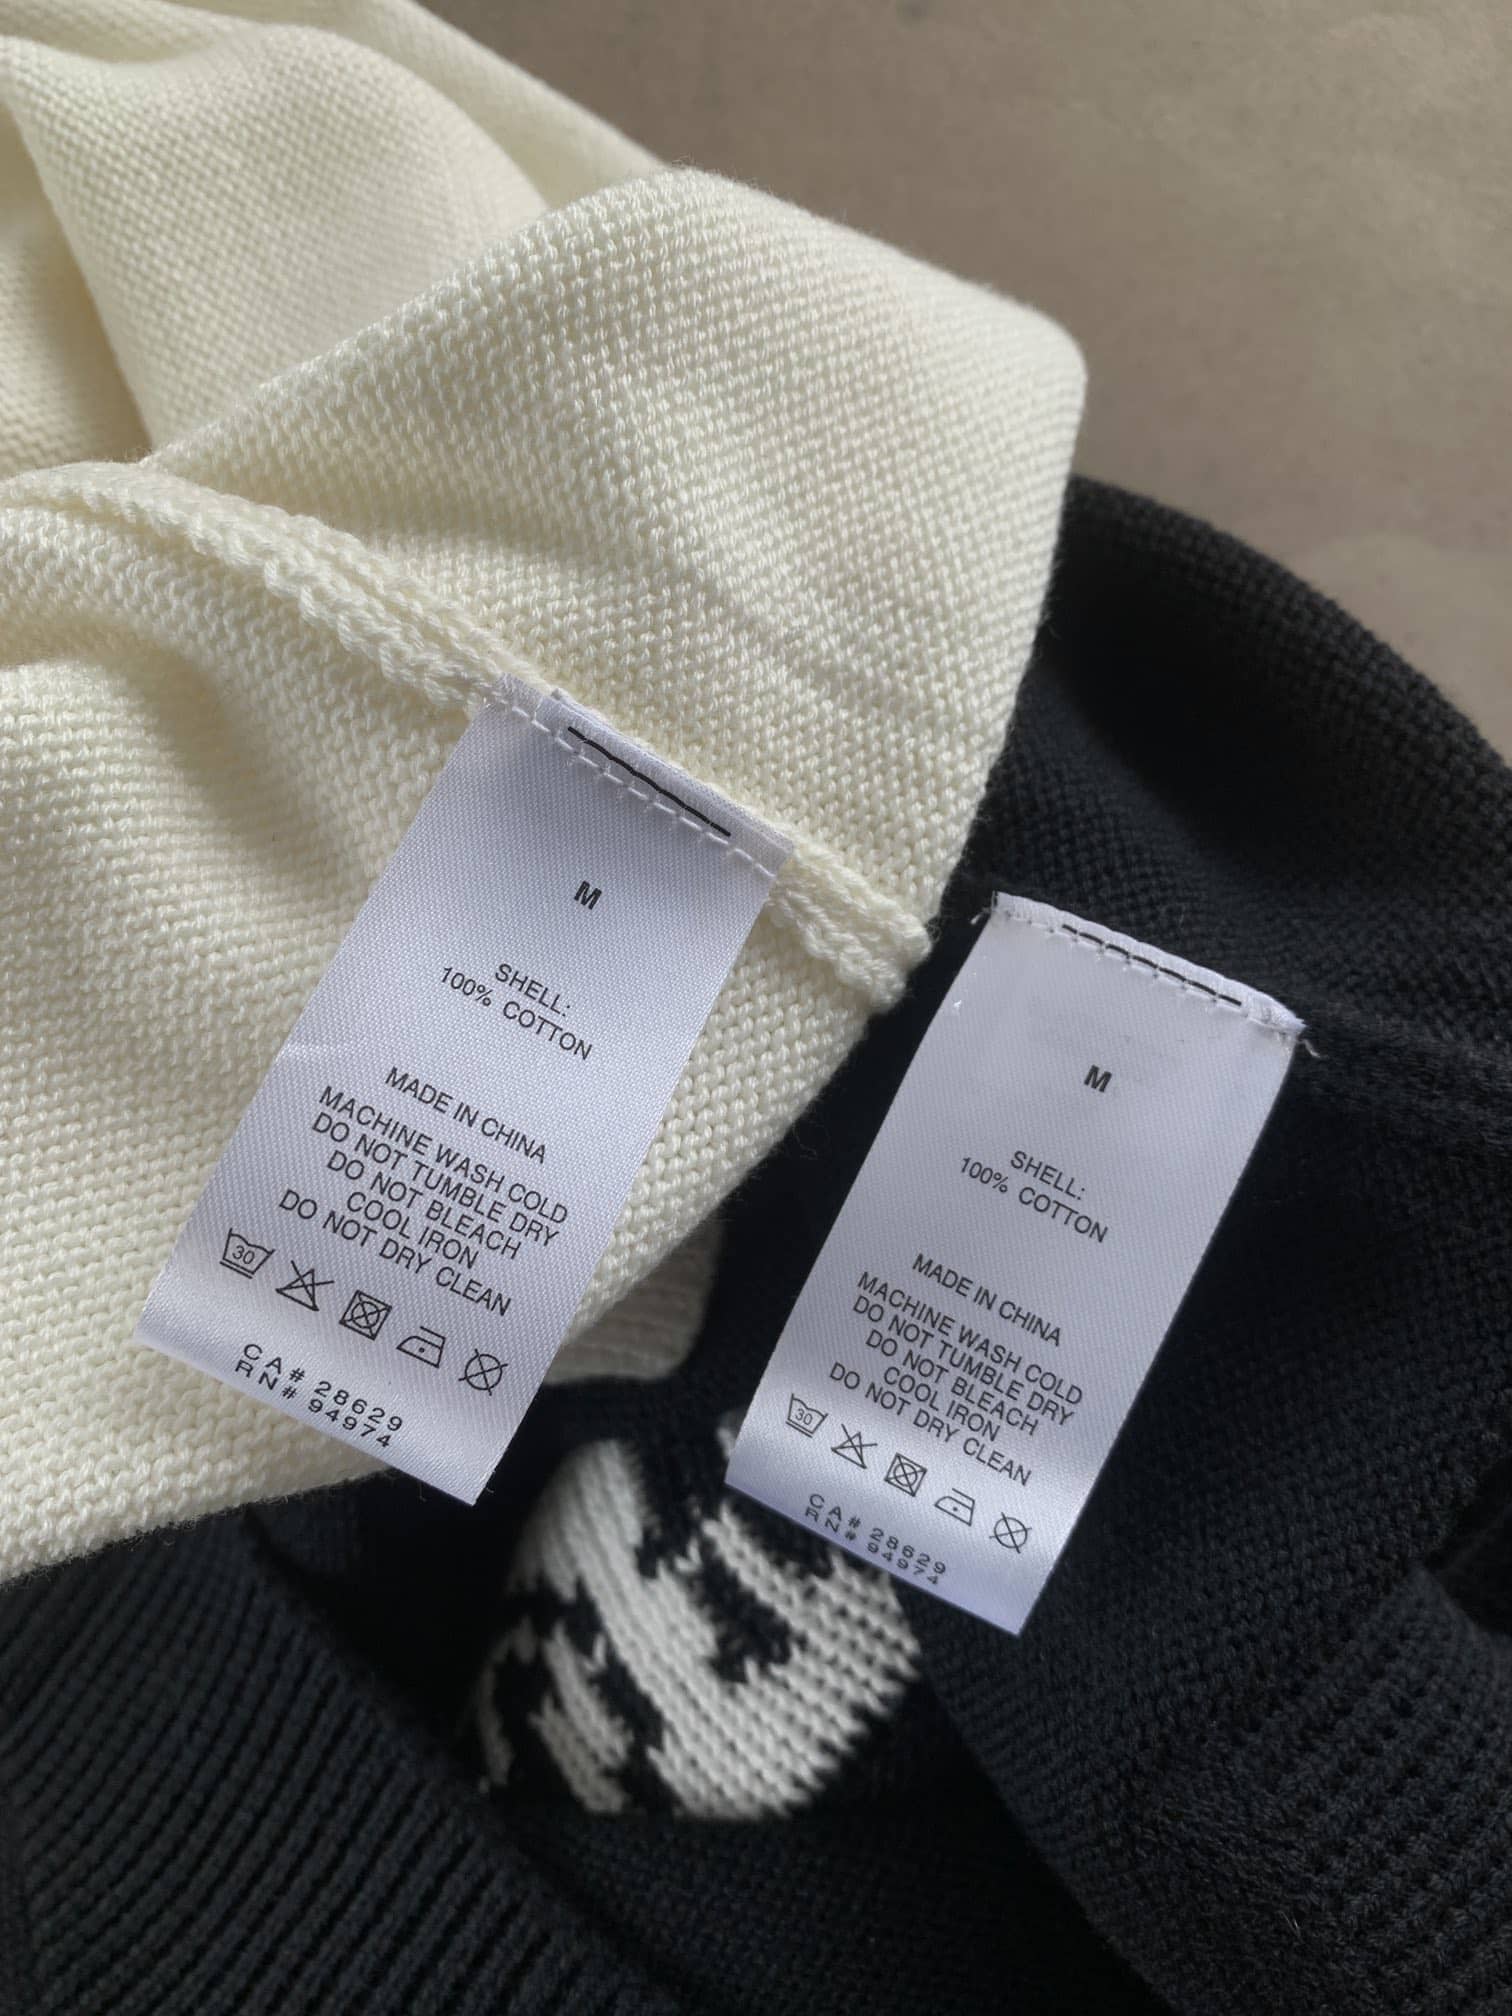 M
SHELL:
100% COTTON
MADE IN CHINA
MACHINE WASH COLD
DO NOT TUMBLE DRY
DO NOT BLEACH
COOL IRON
DO NOT DRY CLEAN
30
CA# 28629
RN# 94974
M
SHELL:
100% COTTON
MADE IN CHINA
MACHINE WASH COLD
DO NOT TUMBLE DRY
DO NOT BLEACH
COOL IRON
DO NOT DRY CLEAN
30
CA# 28629
RN# 94974